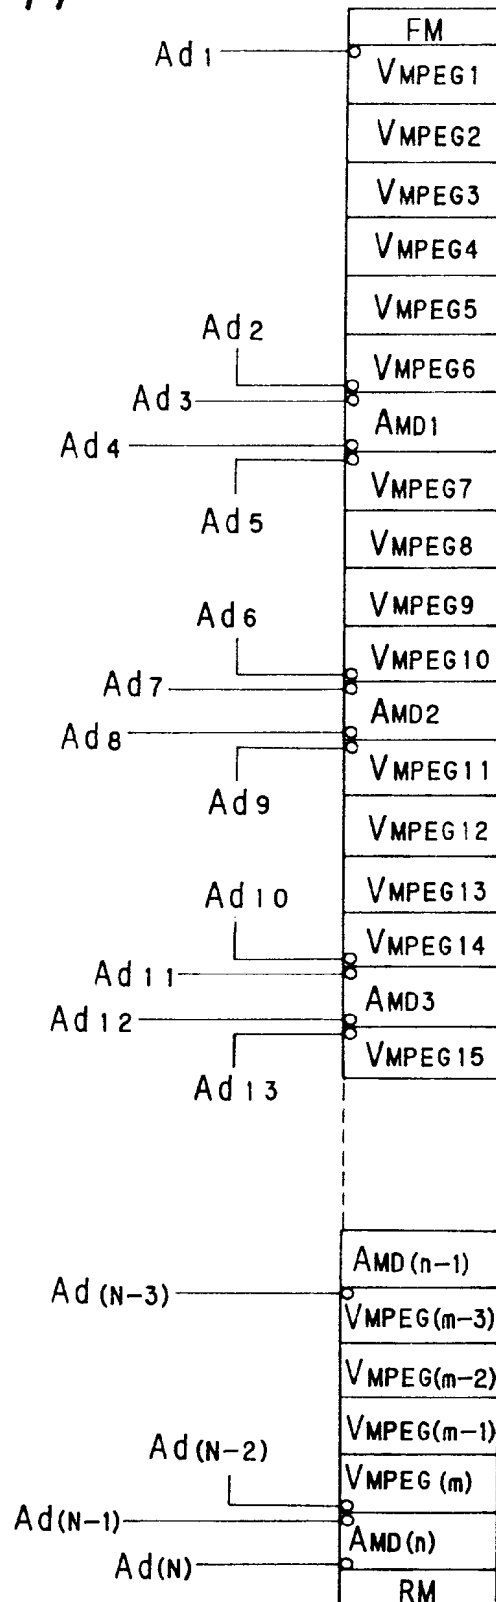 FM
Ad1
VMPEG1
VMPEG2
VMPEG3
VMPEG4
VMPEG5
Ad2
VMPEG6
Ad3
AMD1
Ad4
VMPEG7
Ad5
VMPEG8
VMPEG9
Ad6
VMPEG10
Ad7
AMD2
Ad8
VMPEG11
Ad9
VMPEG12
VMPEG13
Ad10
VMPEG14
Ad11
AMD3
Ad12
VMPEG15
Ad13
AMD(n-1)
Ad(N-3)
VMPEG(m-3)
VMPEG(m-2)
VMPEG(m-1)
Ad(N-2)
VMPEG(m)
Ad(N-1)
AMD(n)
Ad(N)
RM